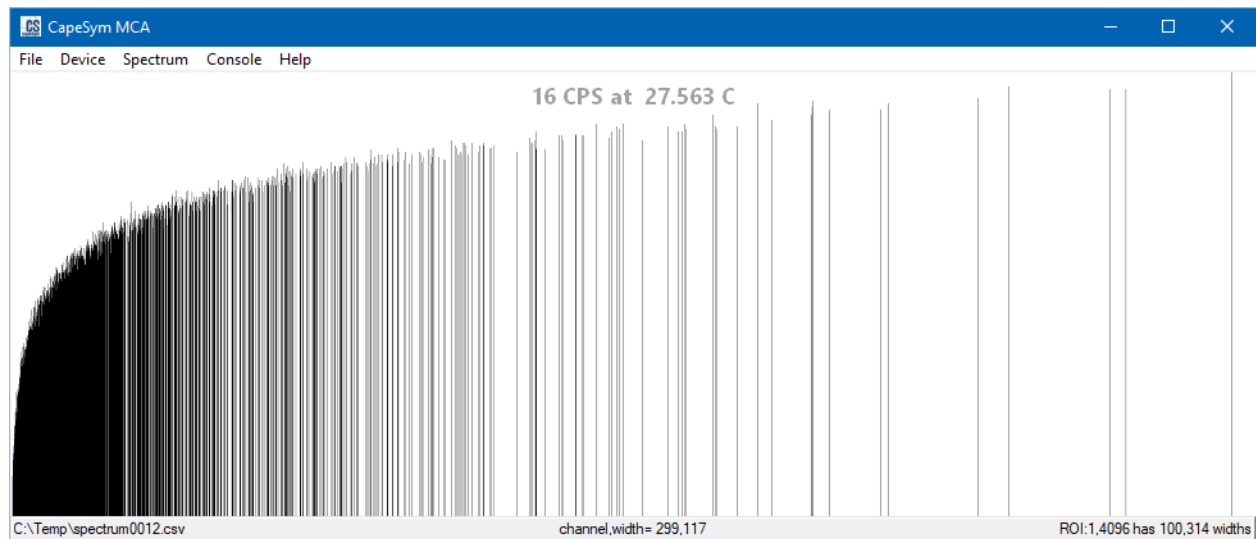 CS CapeSym MCA
File Device Spectrum Console Help
16 CPS at 27.563 C
C:\Temp\spectrum0012.csv channel,width= 299,117 ROI:1,4096 has 100,314 widths